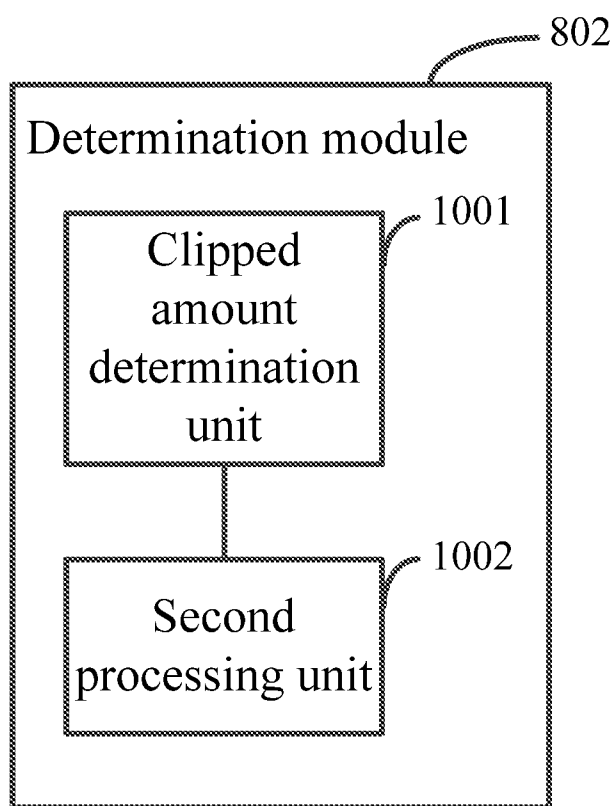 802
Determination module
1001
Clipped
amount
determination
unit
1002
Second
processing unit